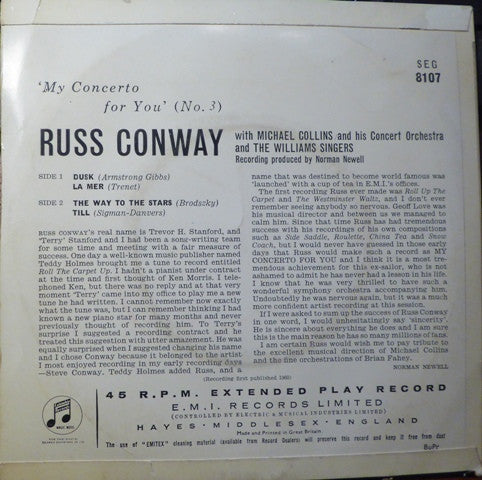 SEG
8107
'My Concerto
for You' (No. 3)
RUSS CONWAY
with MICHAEL COLLINS and his Concert Orchestra
and THE WILLIAMS SINGERS
Recording produced by Norman Newell
SIDE 1 DUSK (Armstrong Gibbs)
LA MER (Trenet)
SIDE 2 THE WAY TO THE STARS (Brodszky)
TILL (Sigman-Danvers)
RUSS CONWAY'S real name is Trevor H. Stanford, and
'Terry' Stanford and I had been a song-writing team
for some time and meeting with a fair measure of
success. One day a well-known music publisher named
Teddy Holmes brought me a tune to record entitled
Roll The Carpet Up. I hadn't a pianist under contract
at the time and first thought of Ken Morris. I tele-
phoned Ken, but there was no reply and at that very
moment "Terry" came into my office to play me a new
tune he had written. I cannot remember now exactly
what the tune was, but I can remember thinking I had
known a new piano star for many months and never
previously thought of recording him. To Terry's
surprise I suggested a recording contract and he
treated this suggestion with utter amazement. He was
equally surprised when I suggested changing his name
and I chose Conway because it belonged to the artist
I most enjoyed recording in my early recording days
—Steve Conway. Teddy Holmes added Russ, and a
name that was destined to become world famous was
'launched' with a cup of tea in E.M.I.'s offices.
The first recording Russ ever made was Roll Up The
Carpet and The Westminster Waltz, and I don't ever
remember seeing anybody so nervous. Geoff Love was
his musical director and between us we managed to
calm him. Since that time Russ has had tremendous
success with his recordings of his own compositions
such as Side Saddle, Roulette, China Tea and Snow
Coach, but I would never have guessed in those early
days that Russ would make such a record as MY
CONCERTO FOR YOU and I think it is a most tre-
mendous achievement for this ex-sailor, who is not
ashamed to admit he has never had a lesson in his life.
I know that he was very thrilled to have such a
wonderful symphony orchestra accompanying him.
Undoubtedly he was nervous again, but it was a much
more confident artist recording at this session.
If I were asked to sum up the success of Russ Conway
in one word, I would unhesitatingly say 'sincerity'.
He is sincere about everything he does and I am sure
this is the main reason he has so many millions of fans.
I am certain Russ would wish me to pay tribute to
the excellent musical direction of Michael Collins
and the fine orchestrations of Brian Fahey.
NORMAN NEWELL
(Recording first published 1960)
45 R.P.M. EXTENDED PLAY RECORD
E.M.I. RECORDS LIMITED
(CONTROLLED BY ELECTRIC & MUSICAL INDUSTRIES LIMITED)
HAYES · MIDDLESEX · ENGLAND
Made and Printed in Great Britain
The use of "EMITEX" cleaning material (available from Record Dealers) will preserve this record and keep it free from dust